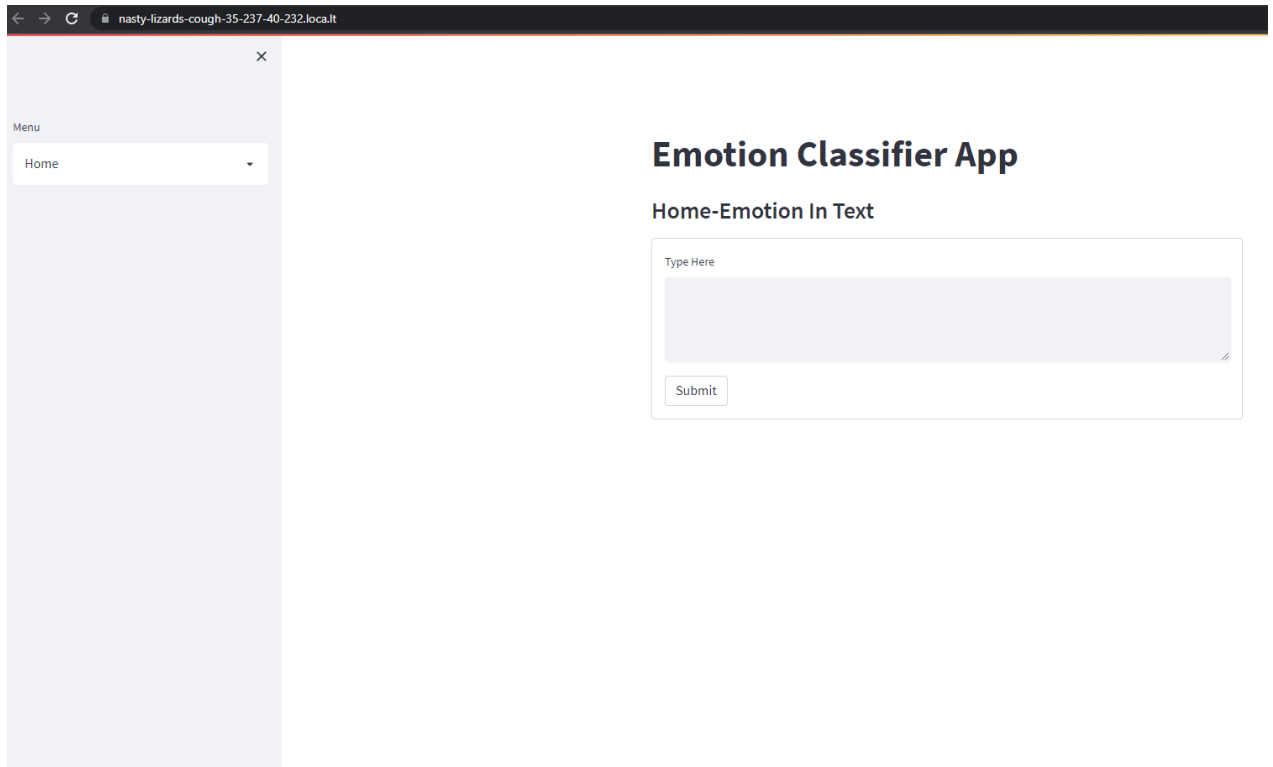 nasty-lizards-cough-35-237-40-232.loca.lt
Menu
Home
Emotion Classifier App
Home-Emotion In Text
Type Here
Submit